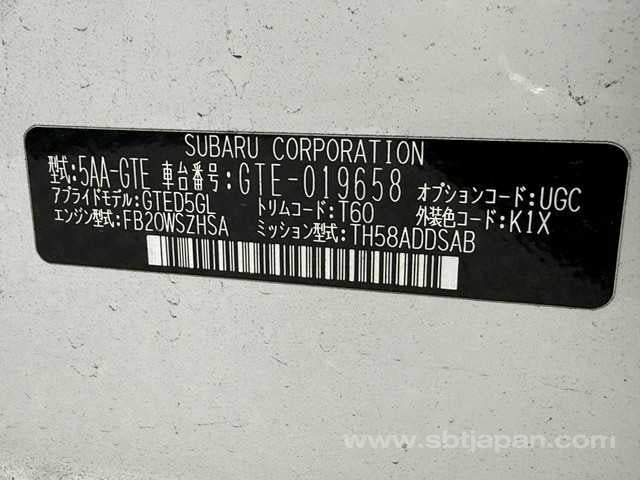 SUBARU CORPORATION
型式:5AA-GTE 車台番号:GTE-019658
アプライドモデル:GTED5GL トリムコード:T60 オプションコード:UGC
エンジン型式:FB20WSZHSA ミッション型式:TH58ADDSAB 外装色コード:K1X
www.sbtjapan.com